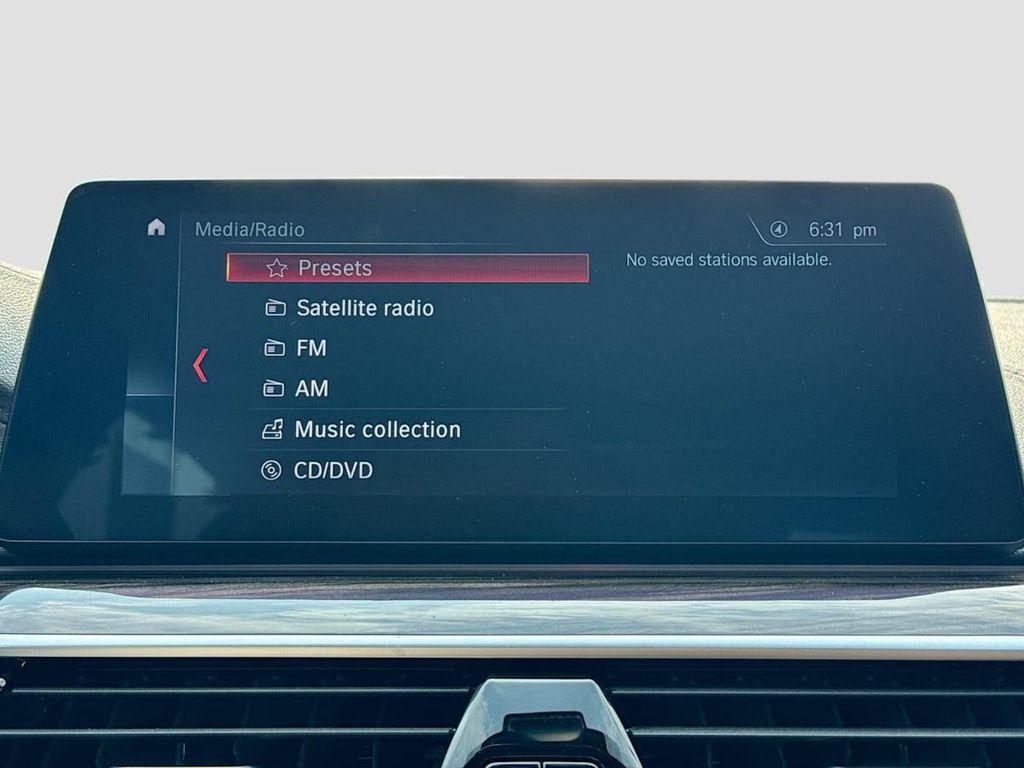 Media/Radio
6:31 pm
Presets
No saved stations available.
Satellite radio
FM
AM
Music collection
CD/DVD